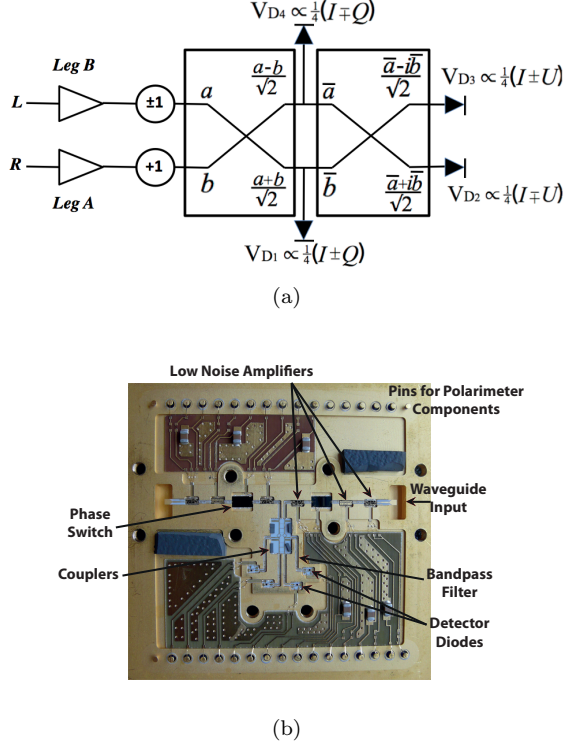 V_D4 ∝ ¼(I∓Q)
Leg B
L
±1
a
a-b/√2
a̅
a̅-ib̅/√2
V_D3 ∝ ¼(I±U)
R
+1
b
a+b/√2
b̅
a̅+ib̅/√2
V_D2 ∝ ¼(I∓U)
Leg A
V_D1 ∝ ¼(I±Q)
(a)
Low Noise Amplifiers
Pins for Polarimeter
Components
Waveguide
Input
Phase
Switch
Couplers
Bandpass
Filter
Detector
Diodes
(b)